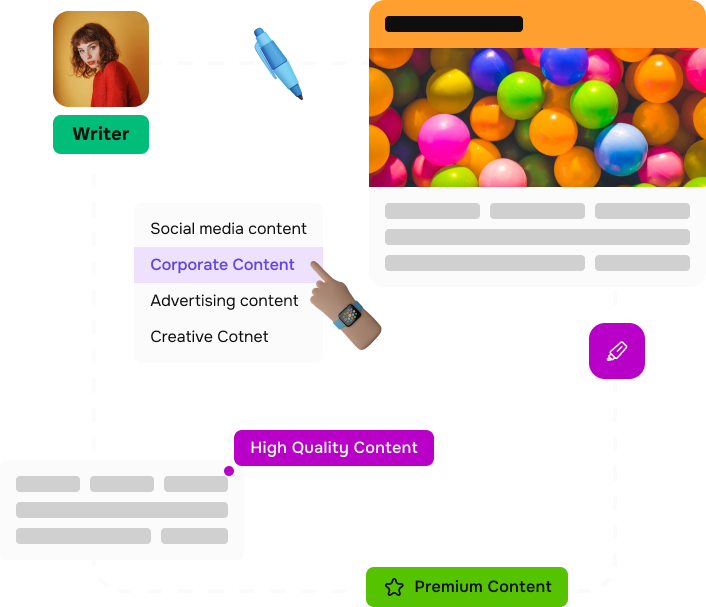 Writer
Social media content
Corporate Content
Advertising content
Creative Cotnet
High Quality Content
Premium Content